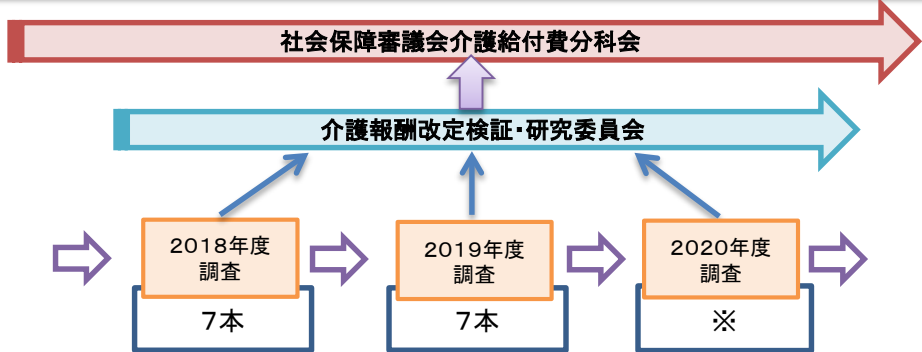 社会保障審議会介護給付費分科会
介護報酬改定検証・研究委員会
2018年度
調査
7本
2019年度
調査
7本
2020年度
調査
※